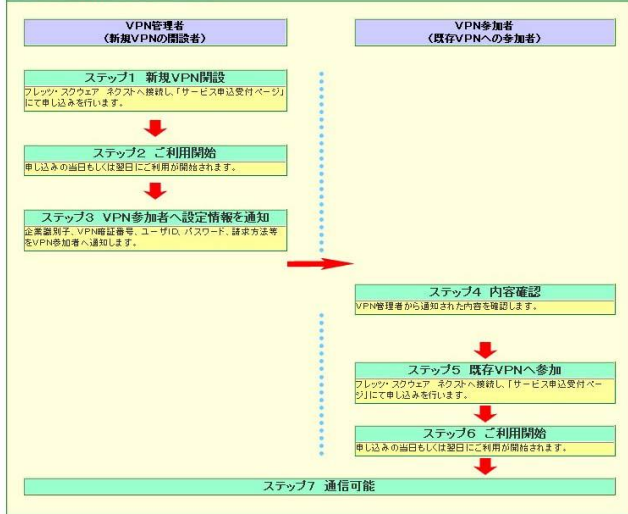 VPN管理者
(新規VPNの開設者)
VPN参加者
(既存VPNへの参加者)
ステップ1 新規VPN開設
フレッツ・スクウェア ネクストへ接続し、「サービス申込受付ページ」
にて申し込みを行います。
ステップ2 ご利用開始
申し込みの当日もしくは翌日にご利用が開始されます。
ステップ3 VPN参加者へ設定情報を通知
企業識別子、VPN暗証番号、ユーザID、パスワード、請求方法等
をVPN参加者へ通知します。
ステップ4 内容確認
VPN管理者から通知された内容を確認します。
ステップ5 既存VPNへ参加
フレッツ・スクウェア ネクストへ接続し、「サービス申込受付ペー
ジ」にて申し込みを行います。
ステップ6 ご利用開始
申し込みの当日もしくは翌日にご利用が開始されます。
ステップ7 通信可能